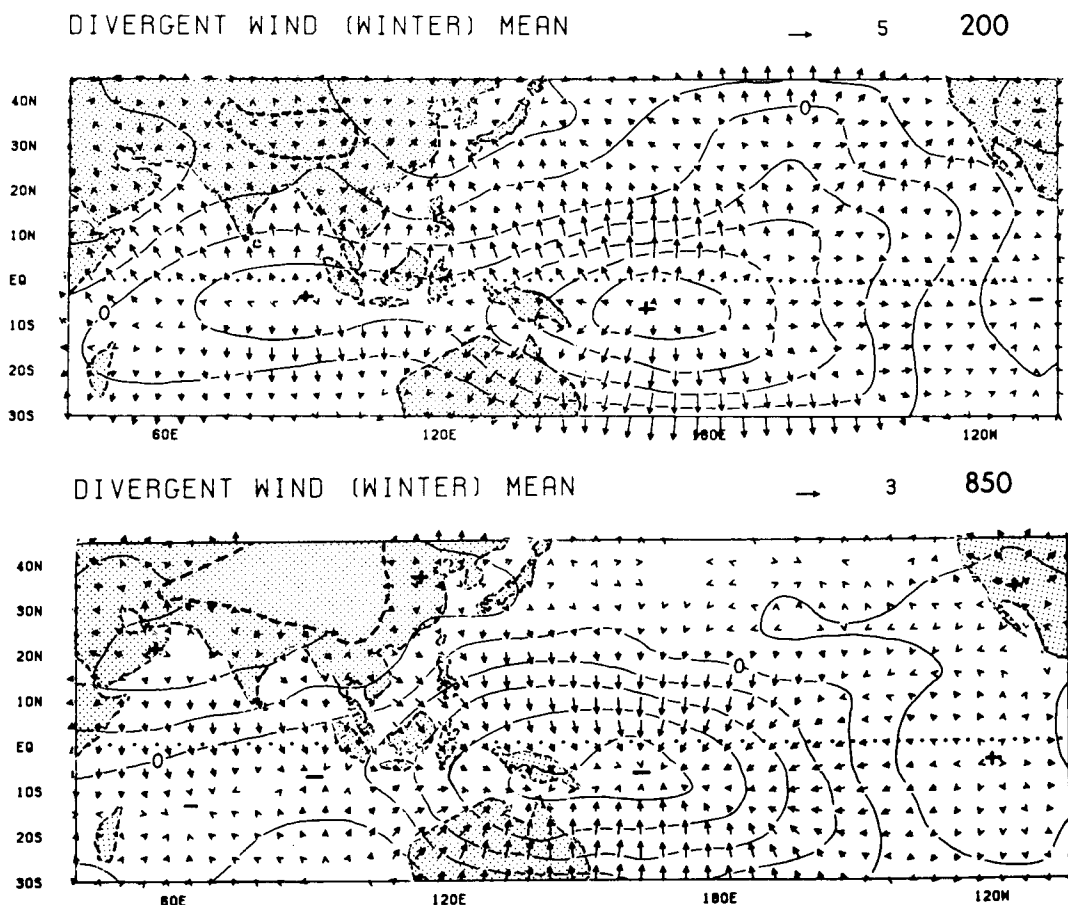 DIVERGENT WIND (WINTER) MEAN → 5 200
40N
30N
20N
10N
EQ
10S
20S
30S
0
0
+
+
−
−
60E 120E 180E 120W
DIVERGENT WIND (WINTER) MEAN → 3 850
40N
30N
20N
10N
EQ
10S
20S
30S
0
0
+
+
+
+
−
−
−
60E 120E 180E 120W